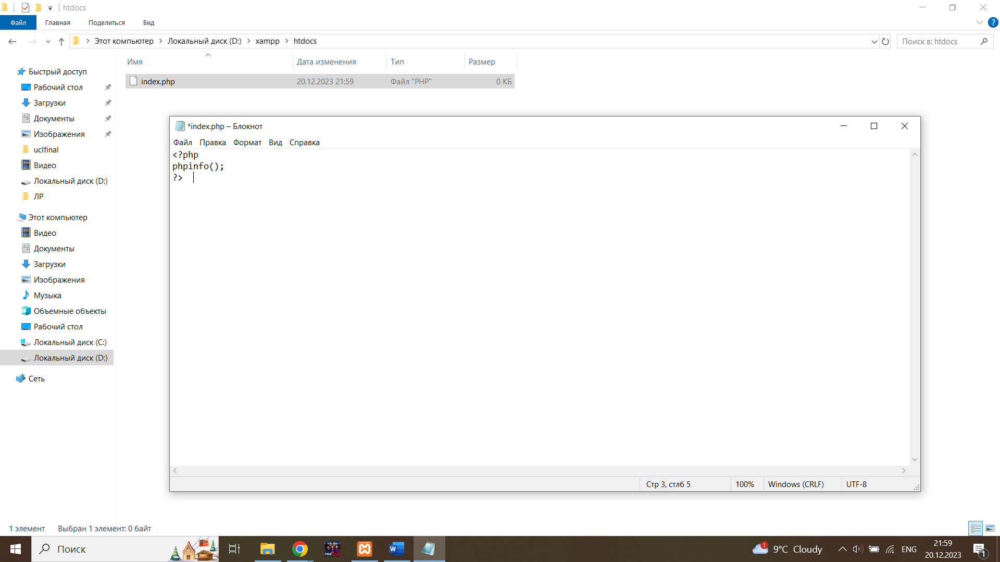 htdocs
Файл Главная Поделиться Вид
Этот компьютер Локальный диск (D:) xampp htdocs
Поиск в: htdocs
Имя Дата изменения Тип Размер
index.php 20.12.2023 21:59 Файл "PHP" 0 КБ
Быстрый доступ
Рабочий стол
Загрузки
Документы
Изображения
uclfinal
Видео
Локальный диск (D:)
ЛР
Этот компьютер
Видео
Документы
Загрузки
Изображения
Музыка
Объемные объекты
Рабочий стол
Локальный диск (C:)
Локальный диск (D:)
Сеть
*index.php – Блокнот
Файл Правка Формат Вид Справка
<?php
phpinfo();
?>
Стр 3, стлб 5 100% Windows (CRLF) UTF-8
1 элемент Выбран 1 элемент: 0 байт
Поиск
1 9°C Cloudy ENG
21:59
20.12.2023
1